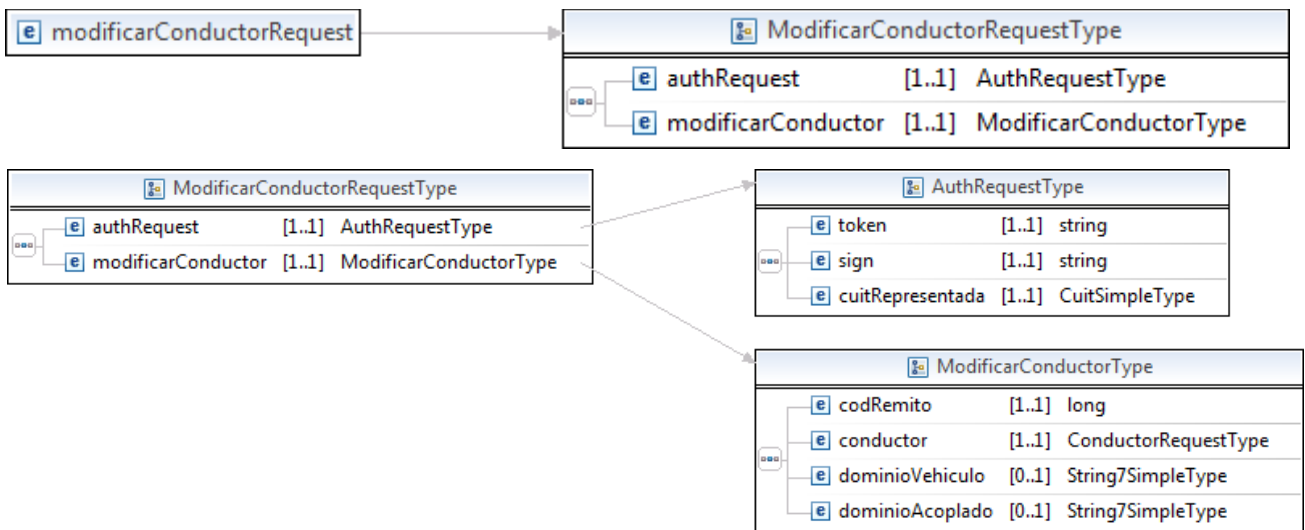 e modificarConductorRequest
ModificarConductorRequestType
e authRequest [1..1] AuthRequestType
e modificarConductor [1..1] ModificarConductorType
ModificarConductorRequestType
e authRequest [1..1] AuthRequestType
e modificarConductor [1..1] ModificarConductorType
AuthRequestType
e token [1..1] string
e sign [1..1] string
e cuitRepresentada [1..1] CuitSimpleType
ModificarConductorType
e codRemito [1..1] long
e conductor [1..1] ConductorRequestType
e dominioVehiculo [0..1] String7SimpleType
e dominioAcoplado [0..1] String7SimpleType